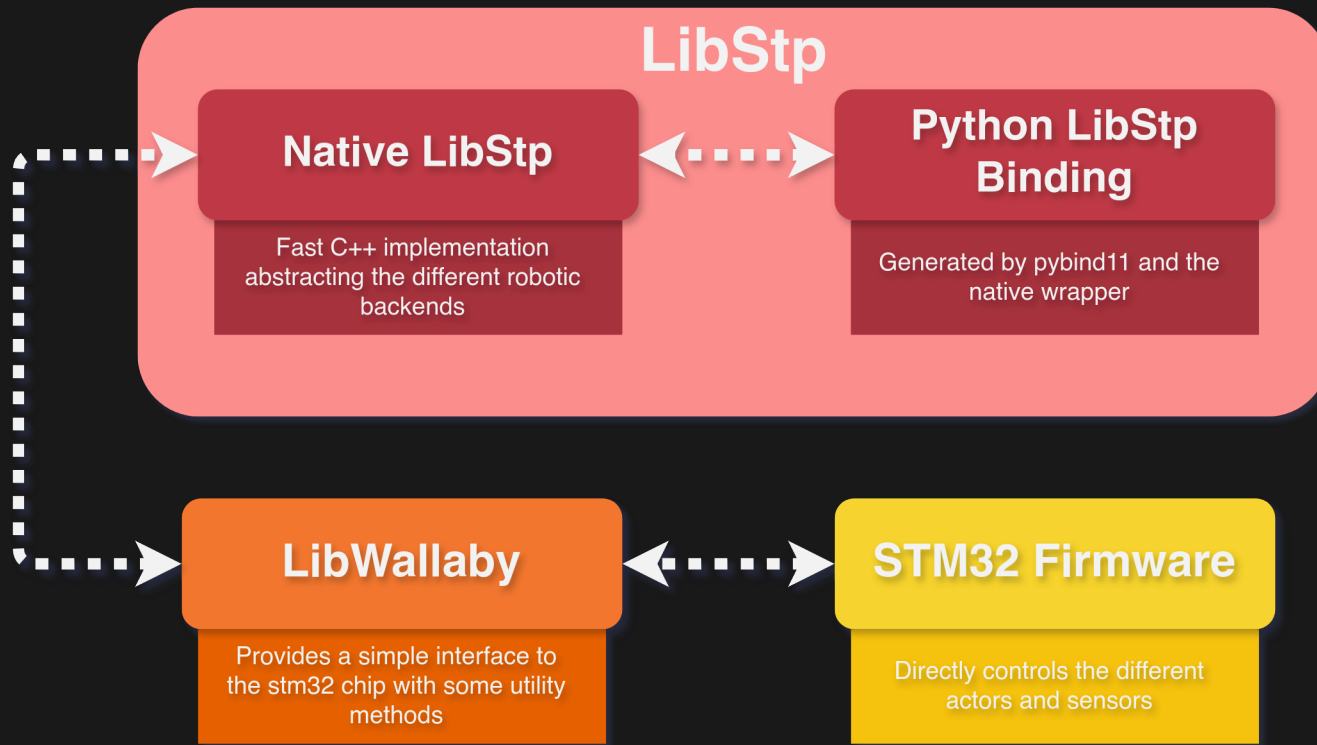 LibStp
Native LibStp
Fast C++ implementation
abstracting the different robotic
backends
Python LibStp
Binding
Generated by pybind11 and the
native wrapper
LibWallaby
Provides a simple interface to
the stm32 chip with some utility
methods
STM32 Firmware
Directly controls the different
actors and sensors